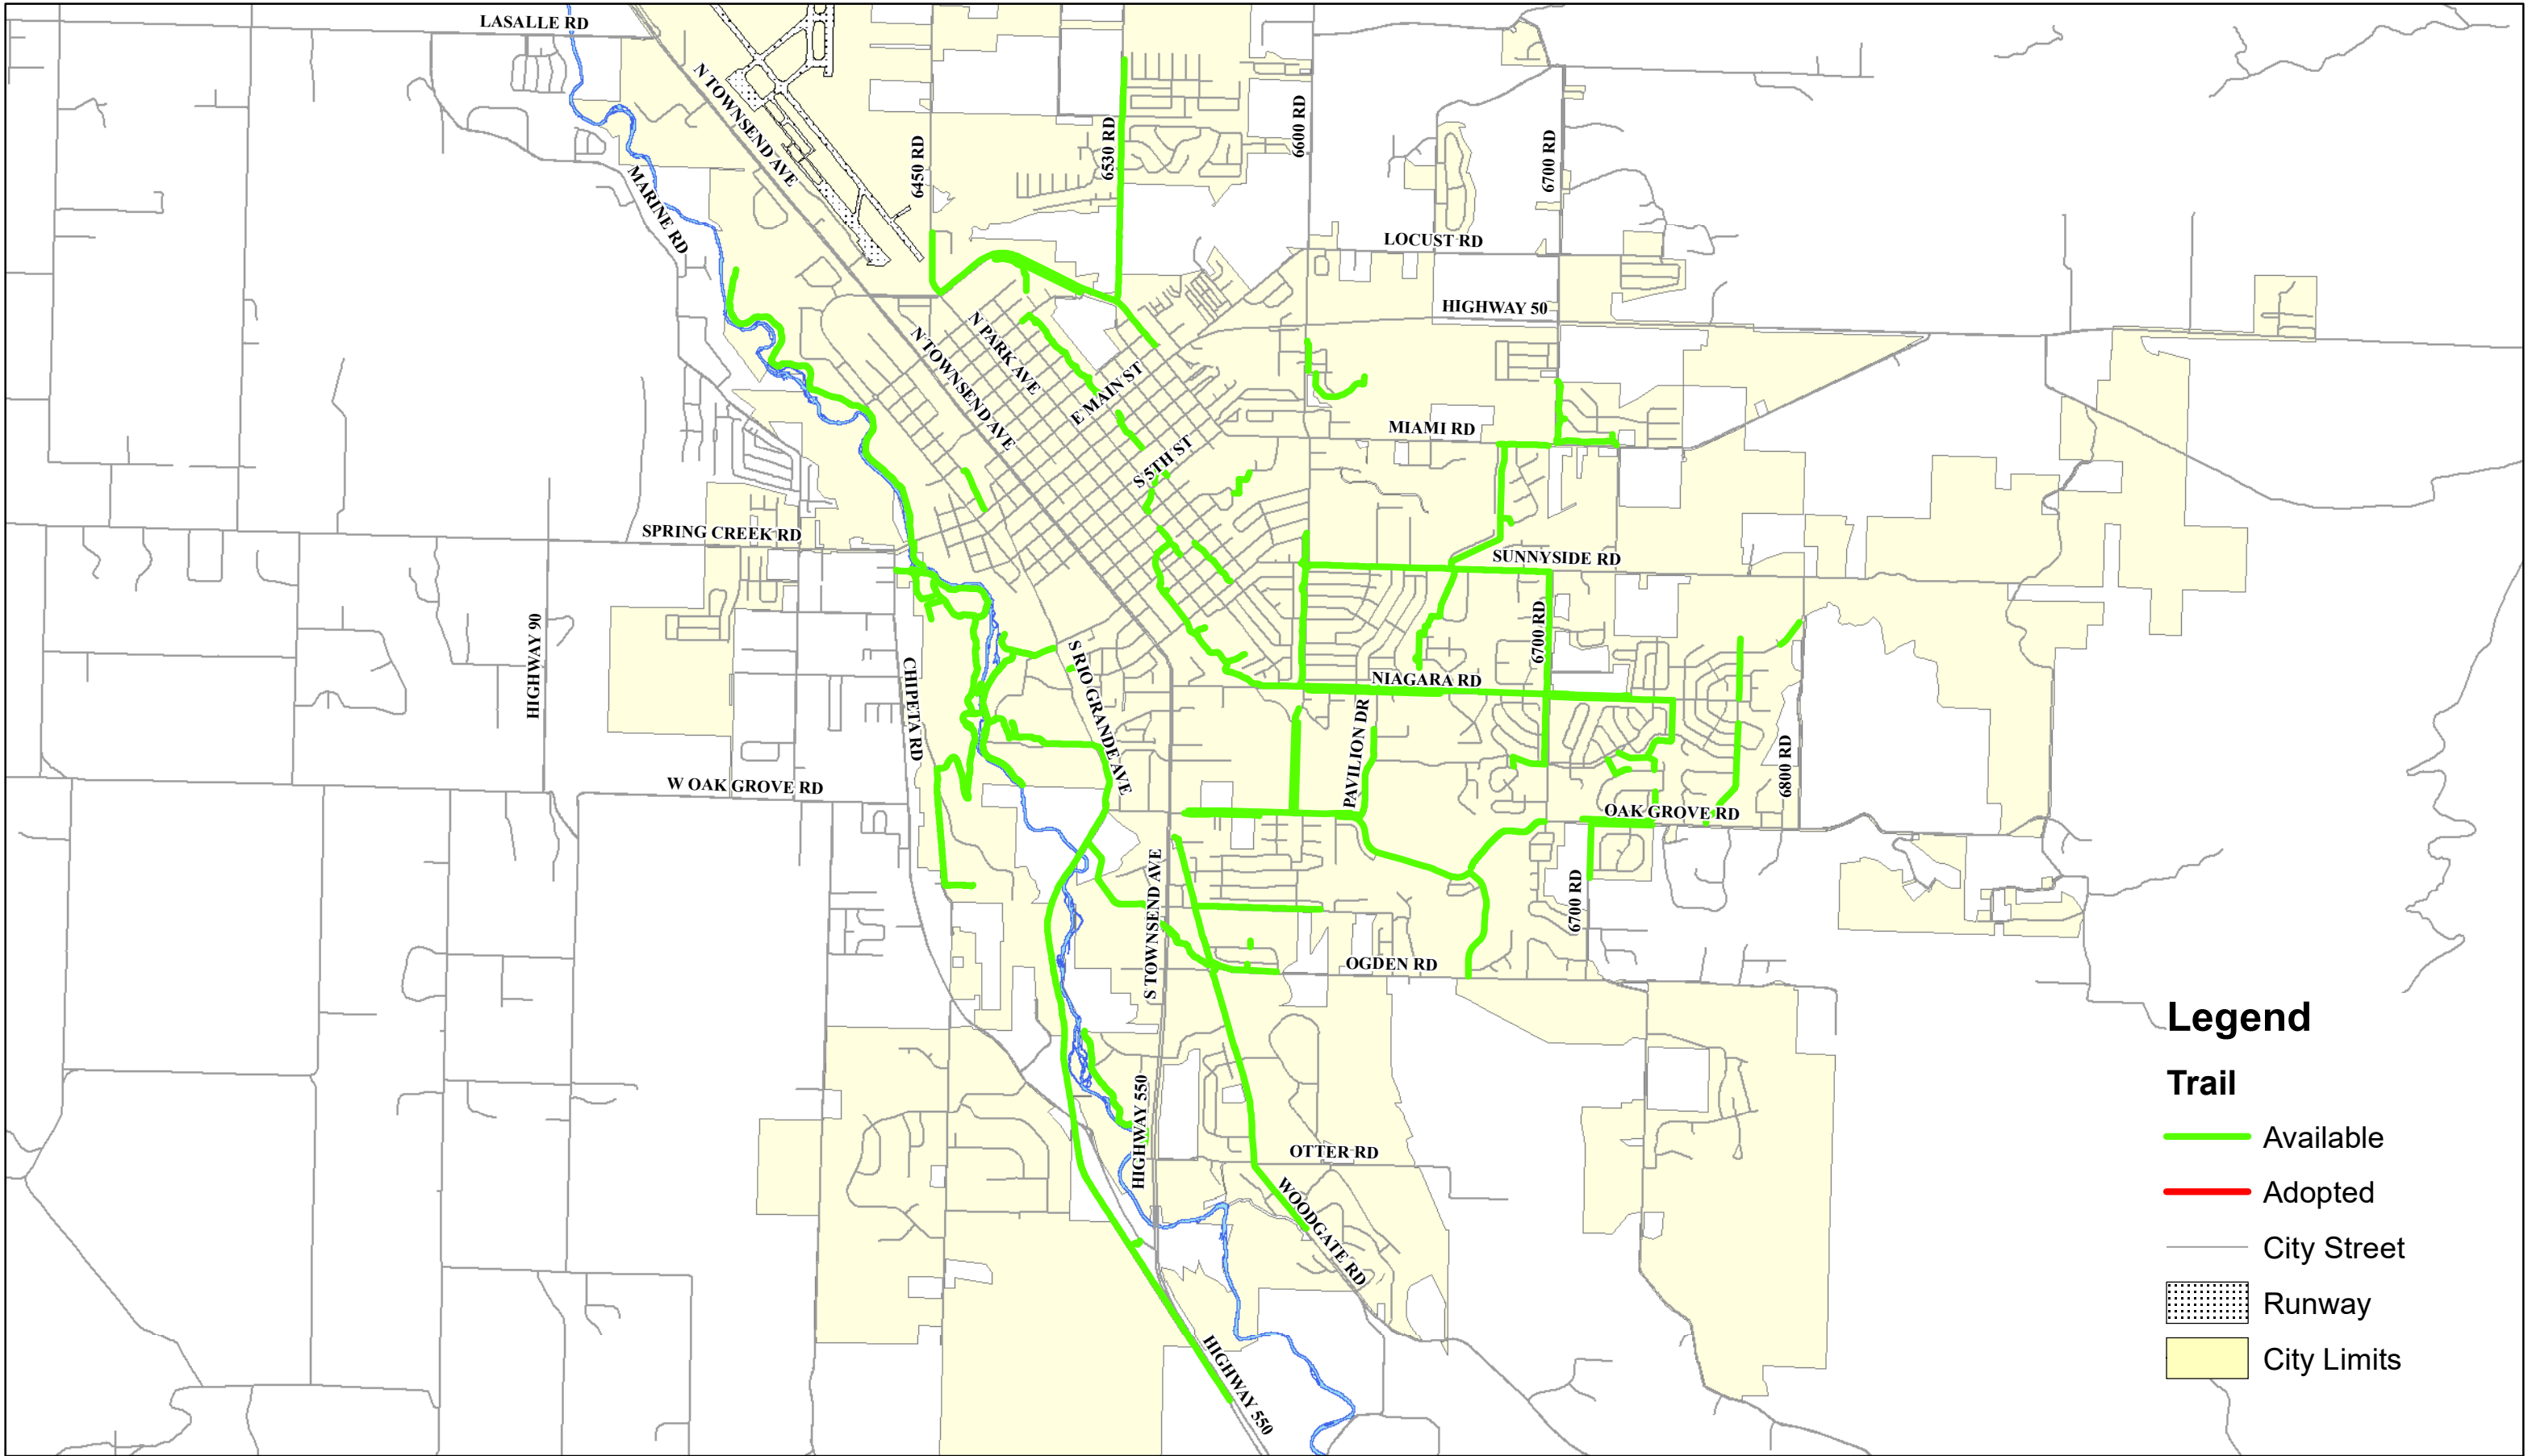 LASALLE RD
N TOWNSEND AVE
6450 RD
6530 RD
6600 RD
6700 RD
MARINE RD
LOCUST RD
HIGHWAY 50
N PARK AVE
N TOWNSEND AVE
E MAIN ST
MIAMI RD
S 5TH ST
SPRING CREEK RD
SUNNYSIDE RD
HIGHWAY 90
6700 RD
CHIPETA RD
S RIO GRANDE AVE
NIAGARA RD
PAVILION DR
6800 RD
W OAK GROVE RD
OAK GROVE RD
S TOWNSEND AVE
6700 RD
OGDEN RD
HIGHWAY 550
OTTER RD
WOODGATE RD
HIGHWAY 550
Legend
Trail
Available
Adopted
City Street
Runway
City Limits